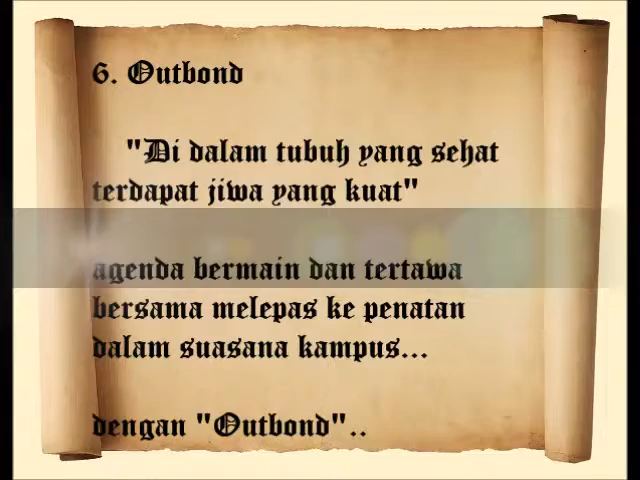 6. Outbond
"Di dalam tubuh yang sehat
terdapat jiwa yang kuat"
agenda bermain dan tertawa
bersama melepas ke penatan
dalam suasana kampus...
dengan "Outbond"..